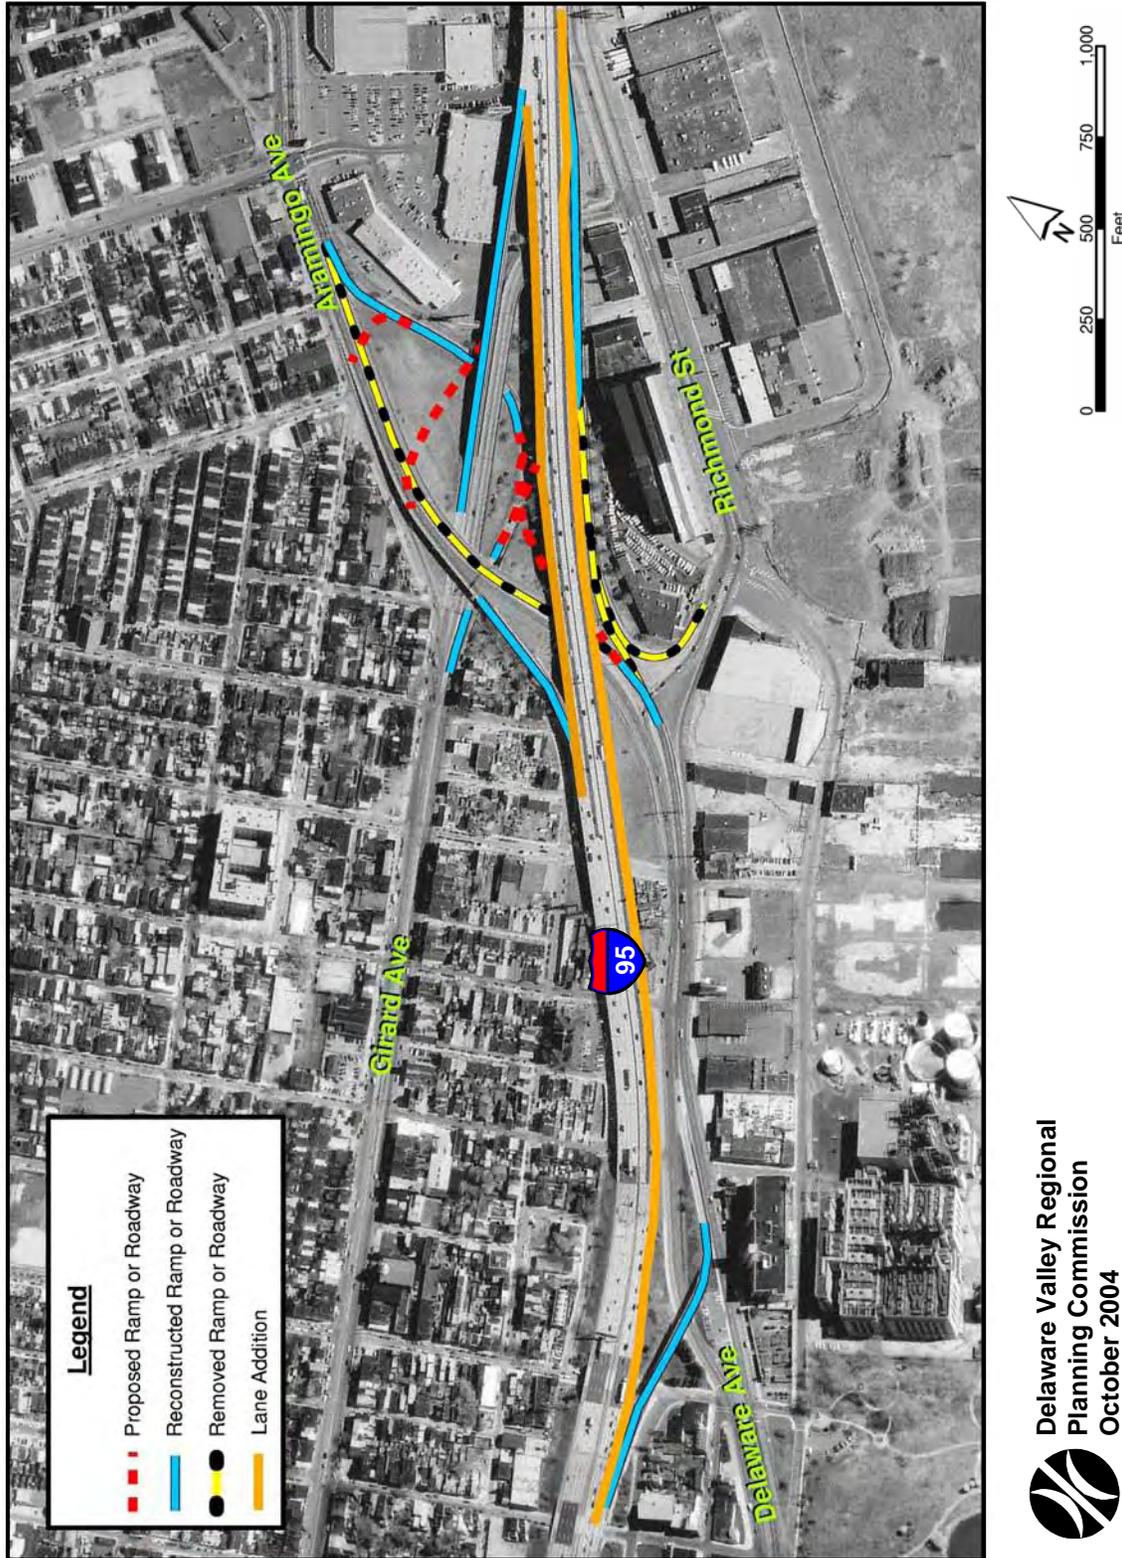 Legend
Proposed Ramp or Roadway
Reconstructed Ramp or Roadway
Removed Ramp or Roadway
Lane Addition
Aramingo Ave
Girard Ave
Richmond St
95
Delaware Ave
Delaware Valley Regional
Planning Commission
October 2004
N
0 250 500 750 1,000
Feet